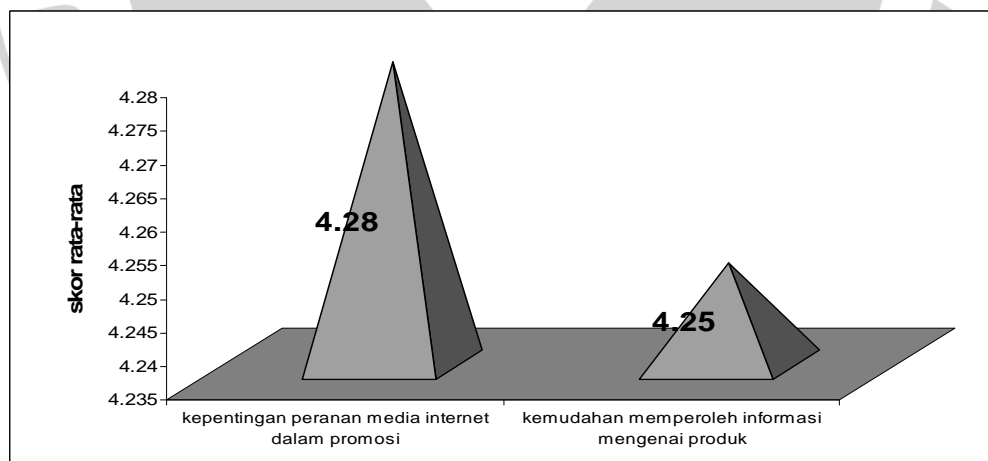 4.28
4.275
4.27
4.265
4.26
4.255
4.25
4.245
4.24
4.235
skor rata-rata
4.28
4.25
kepentingan peranan media internet
dalam promosi
kemudahan memperoleh informasi
mengenai produk